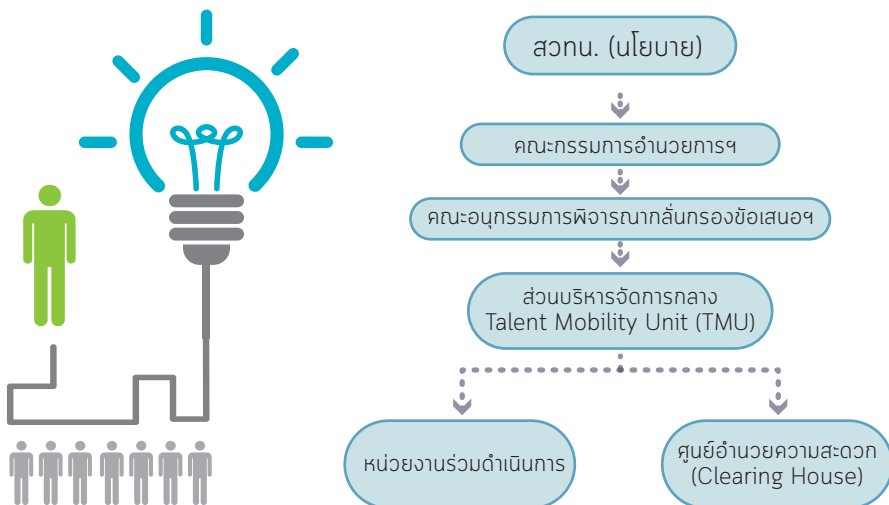 สวทน. (นโยบาย)
คณะกรรมการอำนวยการฯ
คณะอนุกรรมการพิจารณากลั่นกรองข้อเสนอฯ
ส่วนบริหารจัดการกลาง
Talent Mobility Unit (TMU)
หน่วยงานร่วมดำเนินการ
ศูนย์อำนวยความสะดวก
(Clearing House)